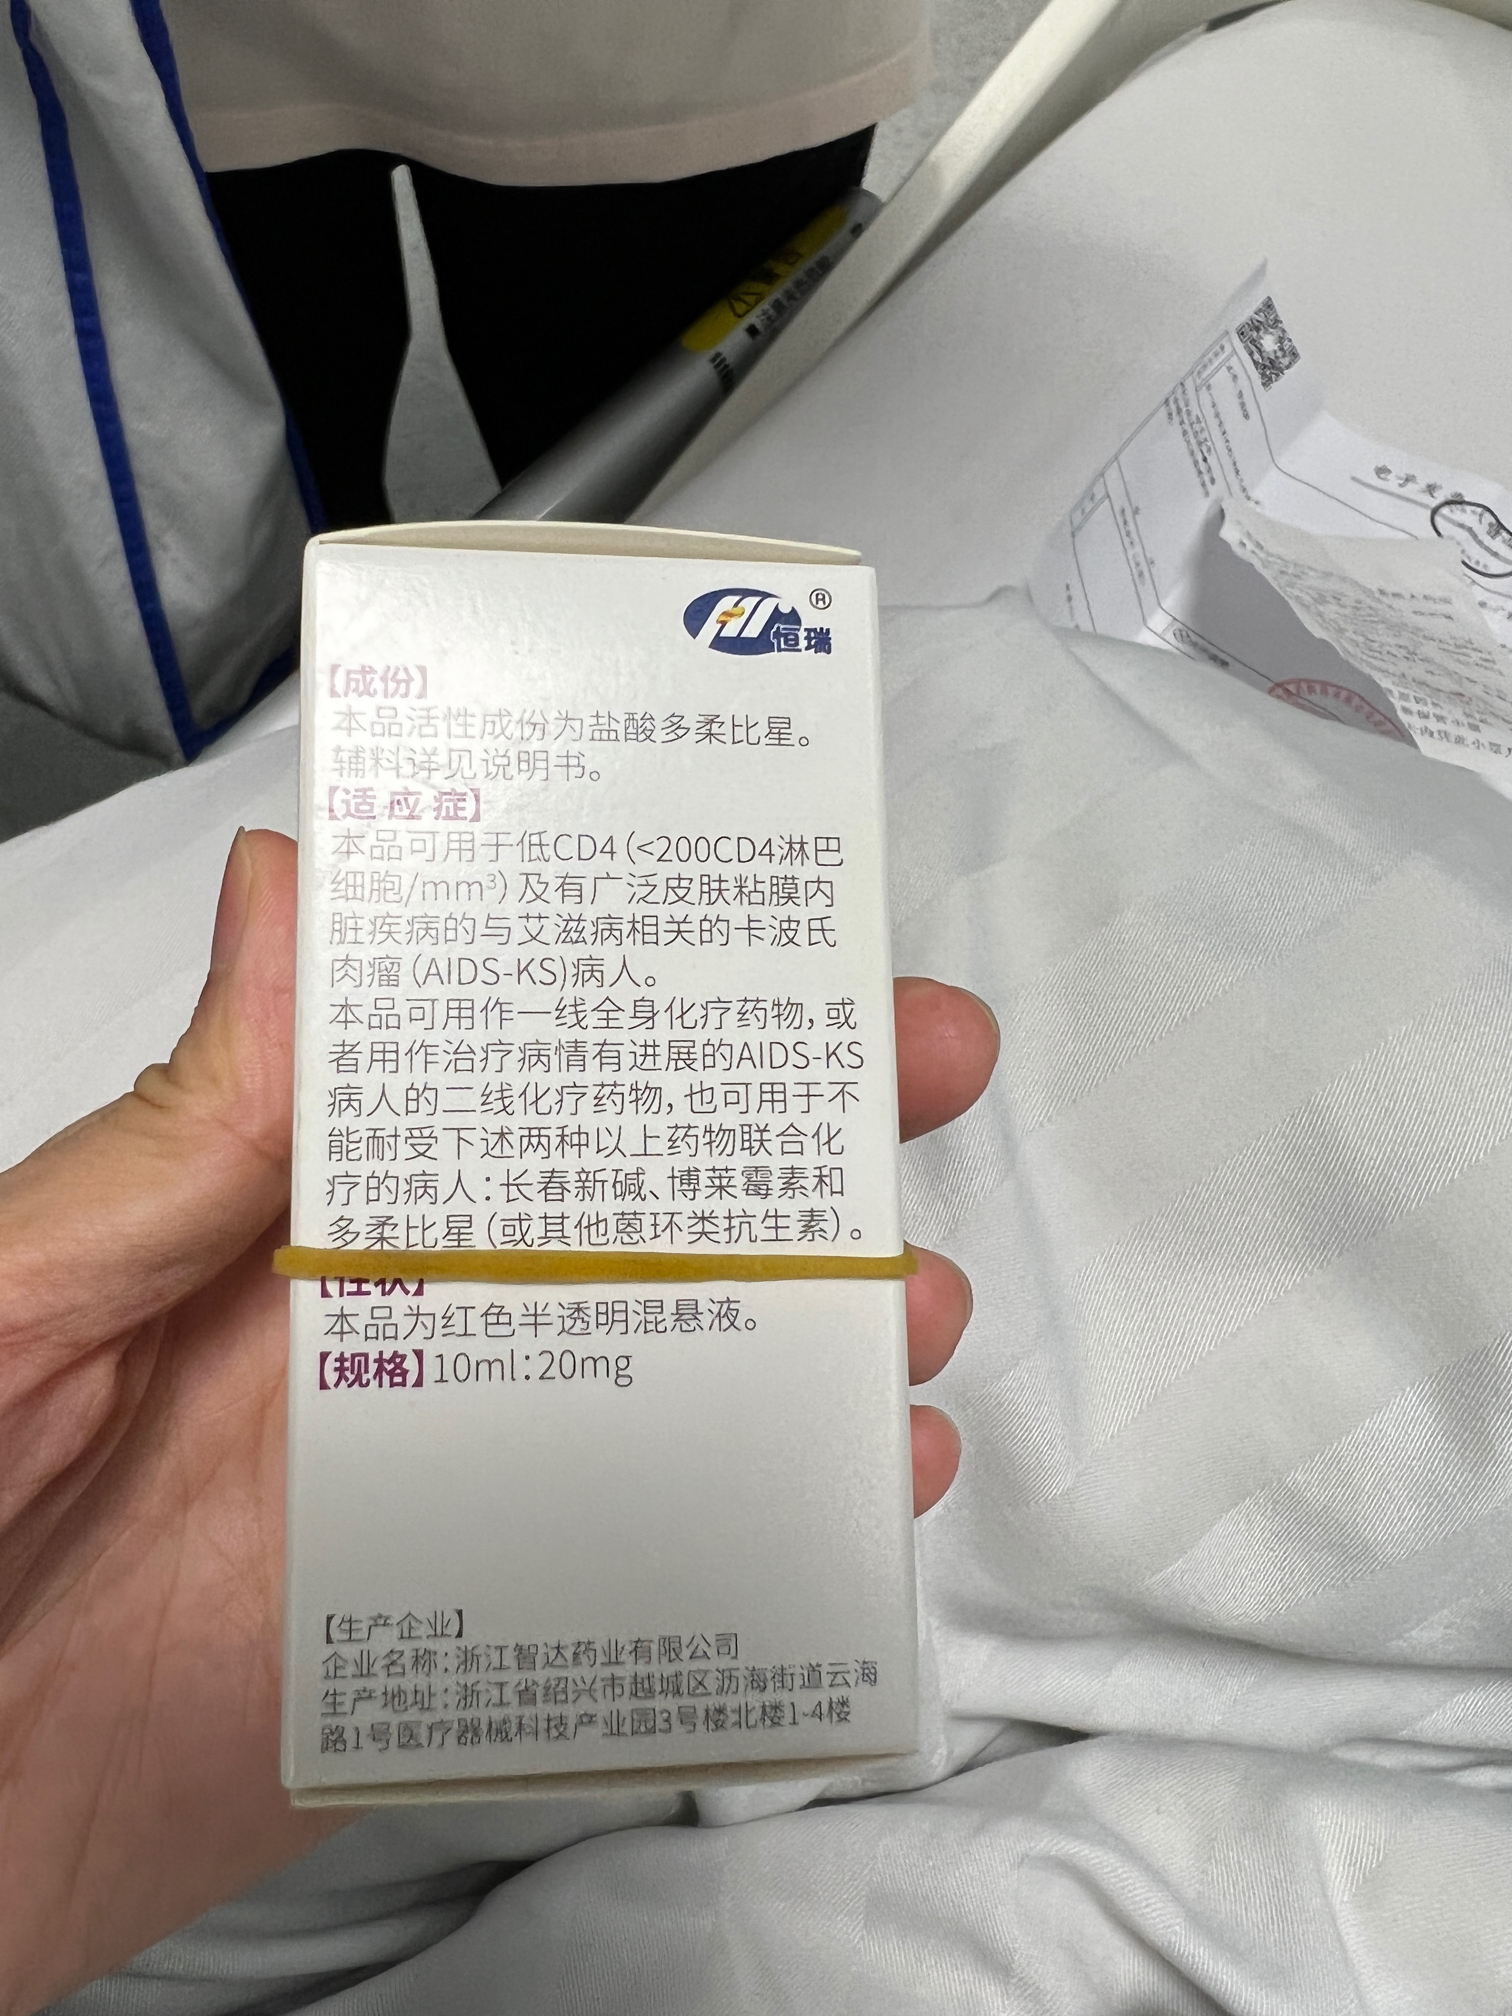 恒瑞®
【成份】
本品活性成份为盐酸多柔比星。
辅料详见说明书。
【适应症】
本品可用于低CD4(<200CD4淋巴
细胞/mm³)及有广泛皮肤粘膜内
脏疾病的与艾滋病相关的卡波氏
肉瘤(AIDS-KS)病人。
本品可用作一线全身化疗药物,或
者用作治疗病情有进展的AIDS-KS
病人的二线化疗药物,也可用于不
能耐受下述两种以上药物联合化
疗的病人:长春新碱、博莱霉素和
多柔比星(或其他蒽环类抗生素)。
【性状】
本品为红色半透明混悬液。
【规格】10ml:20mg
【生产企业】
企业名称:浙江智达药业有限公司
生产地址:浙江省绍兴市越城区沥海街道云海
路1号医疗器械科技产业园3号楼北楼1-4楼
电子发票